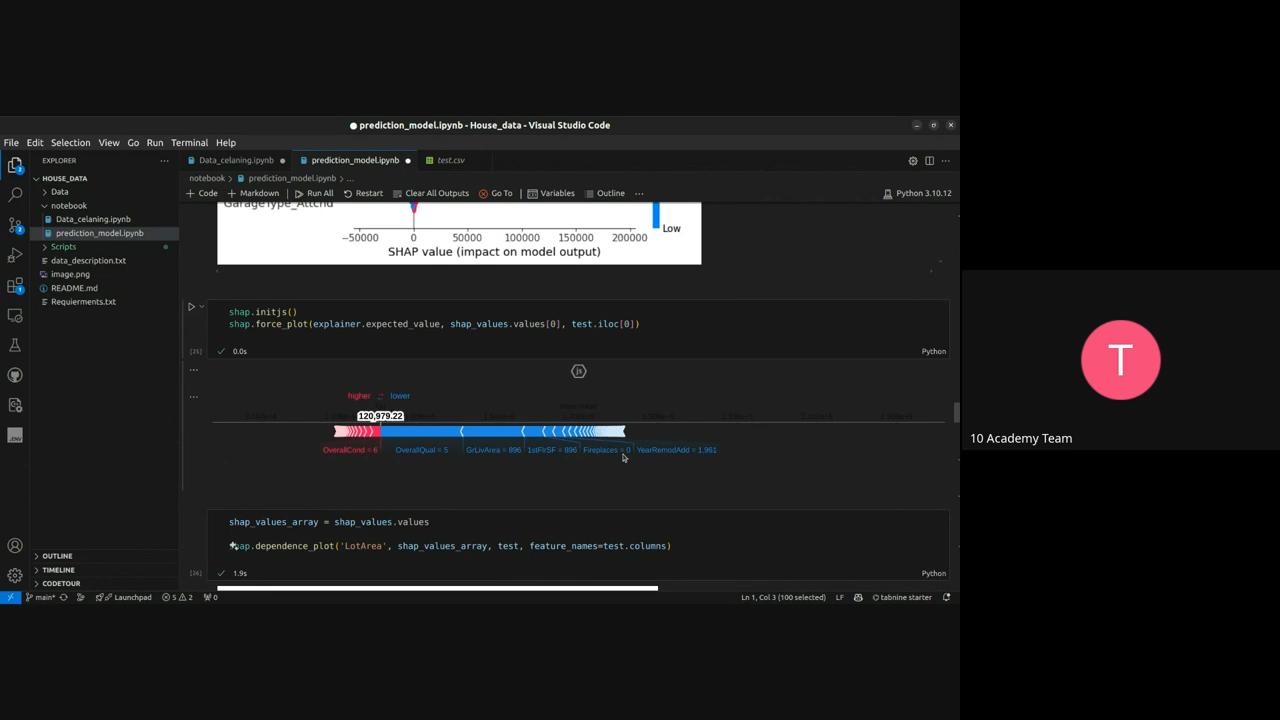 prediction_model.ipynb - House_data - Visual Studio Code
File Edit Selection View Go Run Terminal Help
EXPLORER
Data_celaning.ipynb
prediction_model.ipynb
test.csv
HOUSE_DATA
Data
notebook
Data_celaning.ipynb
prediction_model.ipynb
Scripts
data_description.txt
image.png
README.md
Requierments.txt
OUTLINE
TIMELINE
CODETOUR
notebook > prediction_model.ipynb > ...
+ Code + Markdown Run All Restart Clear All Outputs Go To Variables Outline ...
Python 3.10.12
GarageType_Attchd
Low
−50000 0 50000 100000 150000 200000
SHAP value (impact on model output)
shap.initjs()
shap.force_plot(explainer.expected_value, shap_values.values[0], test.iloc[0])
[25] 0.0s Python
js
higher lower
120,979.22
OverallCond = 6 OverallQual = 5 GrLivArea = 896 1stFlrSF = 896 Fireplaces = 0 YearRemodAdd = 1,961
shap_values_array = shap_values.values
shap.dependence_plot('LotArea', shap_values_array, test, feature_names=test.columns)
[26] 1.9s Python
main* Launchpad 5 2 0 Ln 1, Col 3 (100 selected) LF tabnine starter
T
10 Academy Team